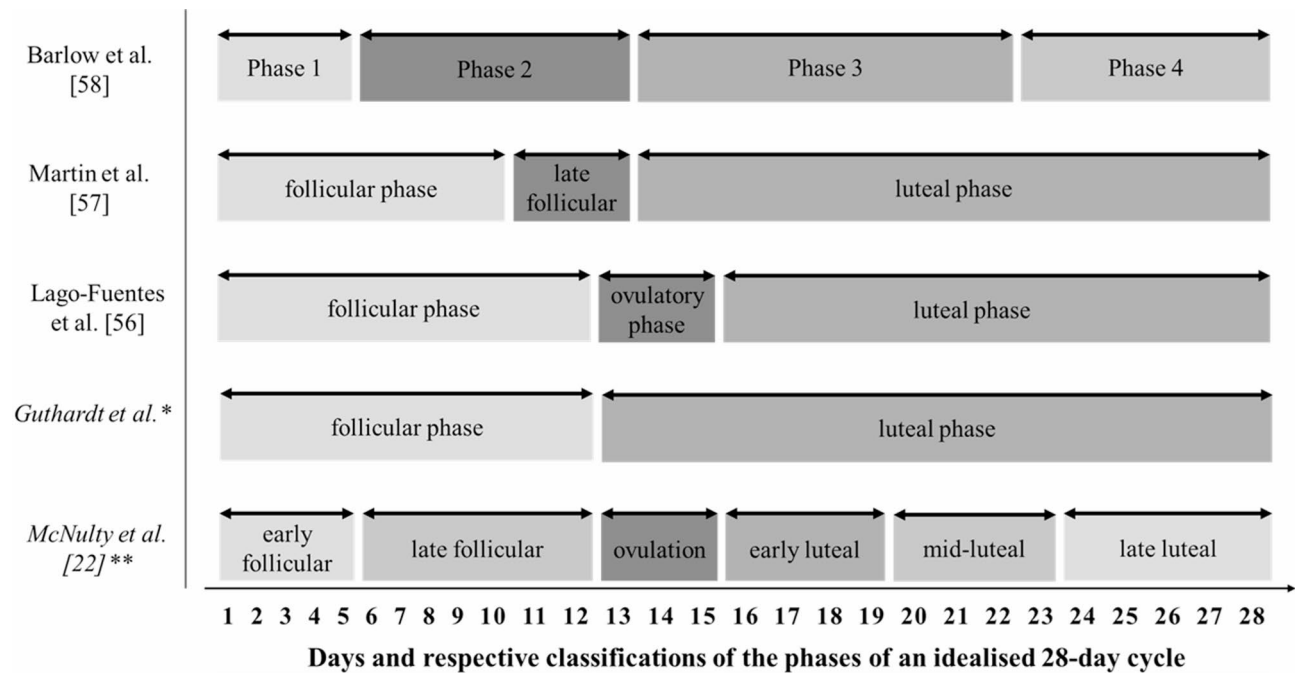 Barlow et al.
[58]
Phase 1
Phase 2
Phase 3
Phase 4
Martin et al.
[57]
follicular phase
late
follicular
luteal phase
Lago-Fuentes
et al. [56]
follicular phase
ovulatory
phase
luteal phase
Guthardt et al.*
follicular phase
luteal phase
McNulty et al.
[22]**
early
follicular
late follicular
ovulation
early luteal
mid-luteal
late luteal
1 2 3 4 5 6 7 8 9 10 11 12 13 14 15 16 17 18 19 20 21 22 23 24 25 26 27 28
Days and respective classifications of the phases of an idealised 28-day cycle